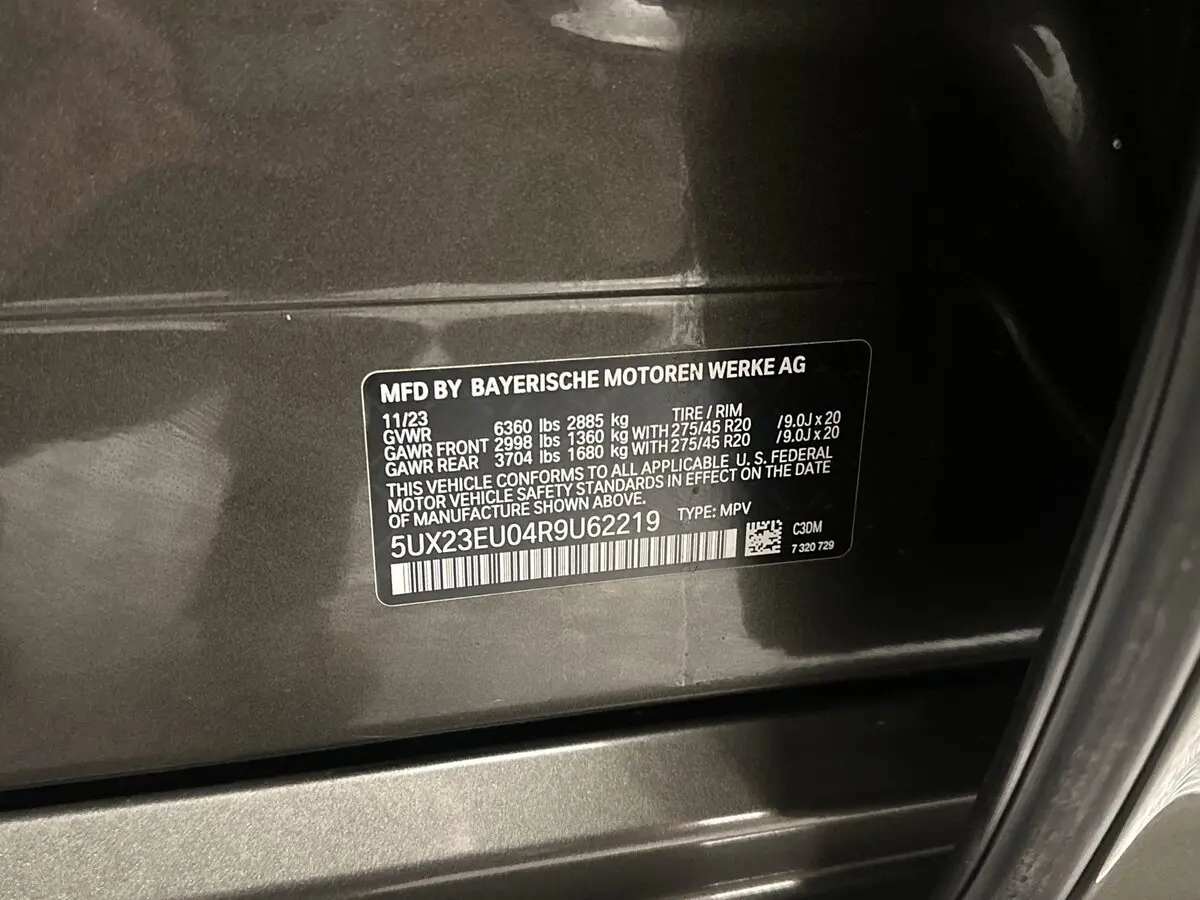 MFD BY BAYERISCHE MOTOREN WERKE AG
11/23 TIRE / RIM
GVWR 6360 lbs 2885 kg
GAWR FRONT 2998 lbs 1360 kg WITH 275/45 R20 /9.0J x 20
GAWR REAR 3704 lbs 1680 kg WITH 275/45 R20 /9.0J x 20
THIS VEHICLE CONFORMS TO ALL APPLICABLE U. S. FEDERAL
MOTOR VEHICLE SAFETY STANDARDS IN EFFECT ON THE DATE
OF MANUFACTURE SHOWN ABOVE.
5UX23EU04R9U62219 TYPE: MPV
C3DM
7 320 729